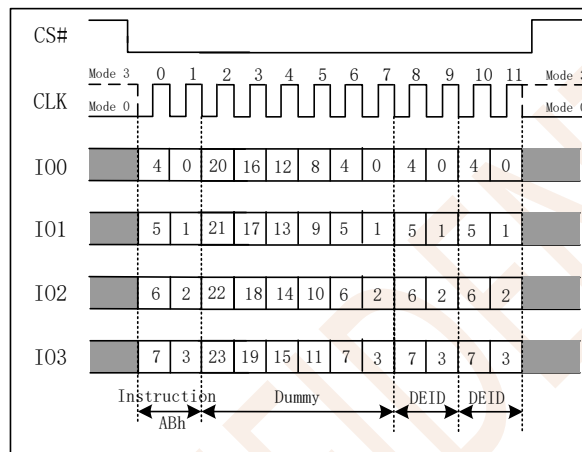 CS#
Mode 3 0 1 2 3 4 5 6 7 8 9 10 11 Mode 3
CLK
Mode 0 Mode 0
IO0 4 0 20 16 12 8 4 0 4 0 4 0
IO1 5 1 21 17 13 9 5 1 5 1 5 1
IO2 6 2 22 18 14 10 6 2 6 2 6 2
IO3 7 3 23 19 15 11 7 3 7 3 7 3
Instruction Dummy DEID DEID
ABh